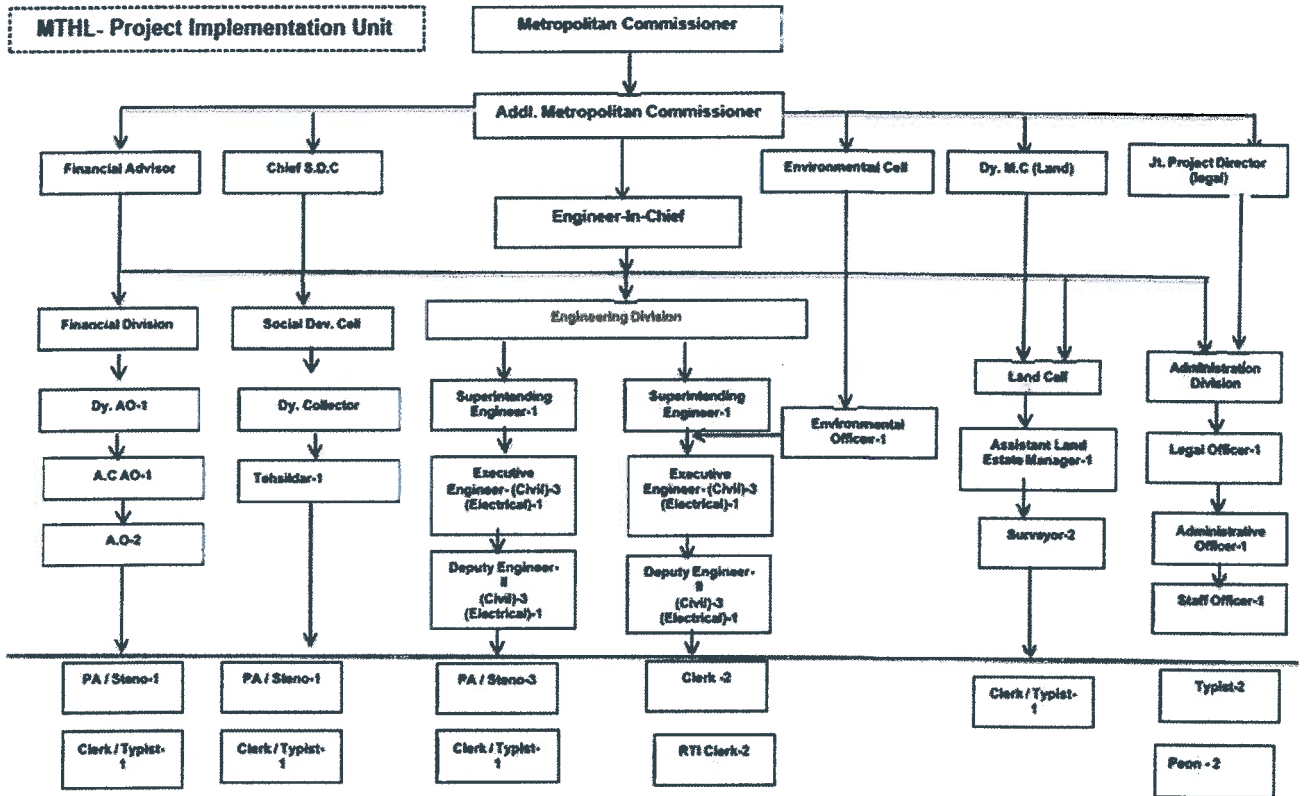 MTHL- Project Implementation Unit
Metropolitan Commissioner
Addl. Metropolitan Commissioner
Financial Advisor
Chief S.D.C
Environmental Cell
Dy. M.C (Land)
Jt. Project Director
(legal)
Engineer-In-Chief
Financial Division
Social Dev. Cell
Engineering Division
Land Cell
Administration
Division
Dy. AO-1
Dy. Collector
Superintending
Engineer-1
Superintending
Engineer-1
Environmental
Officer-1
Assistant Land
Estate Manager-1
Legal Officer-1
A.C AO-1
Tehsildar-1
Executive
Engineer-(Civil)-3
(Electrical)-1
Executive
Engineer-(Civil)-3
(Electrical)-1
A.O-2
Surveyor-2
Administrative
Officer-1
Deputy Engineer-
II
(Civil)-3
(Electrical)-1
Deputy Engineer-
II
(Civil)-3
(Electrical)-1
Staff Officer-1
PA / Steno-1
PA / Steno-1
PA / Steno-3
Clerk -2
Clerk / Typist-
1
Typist-2
Clerk / Typist-
1
Clerk / Typist-
1
Clerk / Typist-
1
RTI Clerk-2
Peon - 2